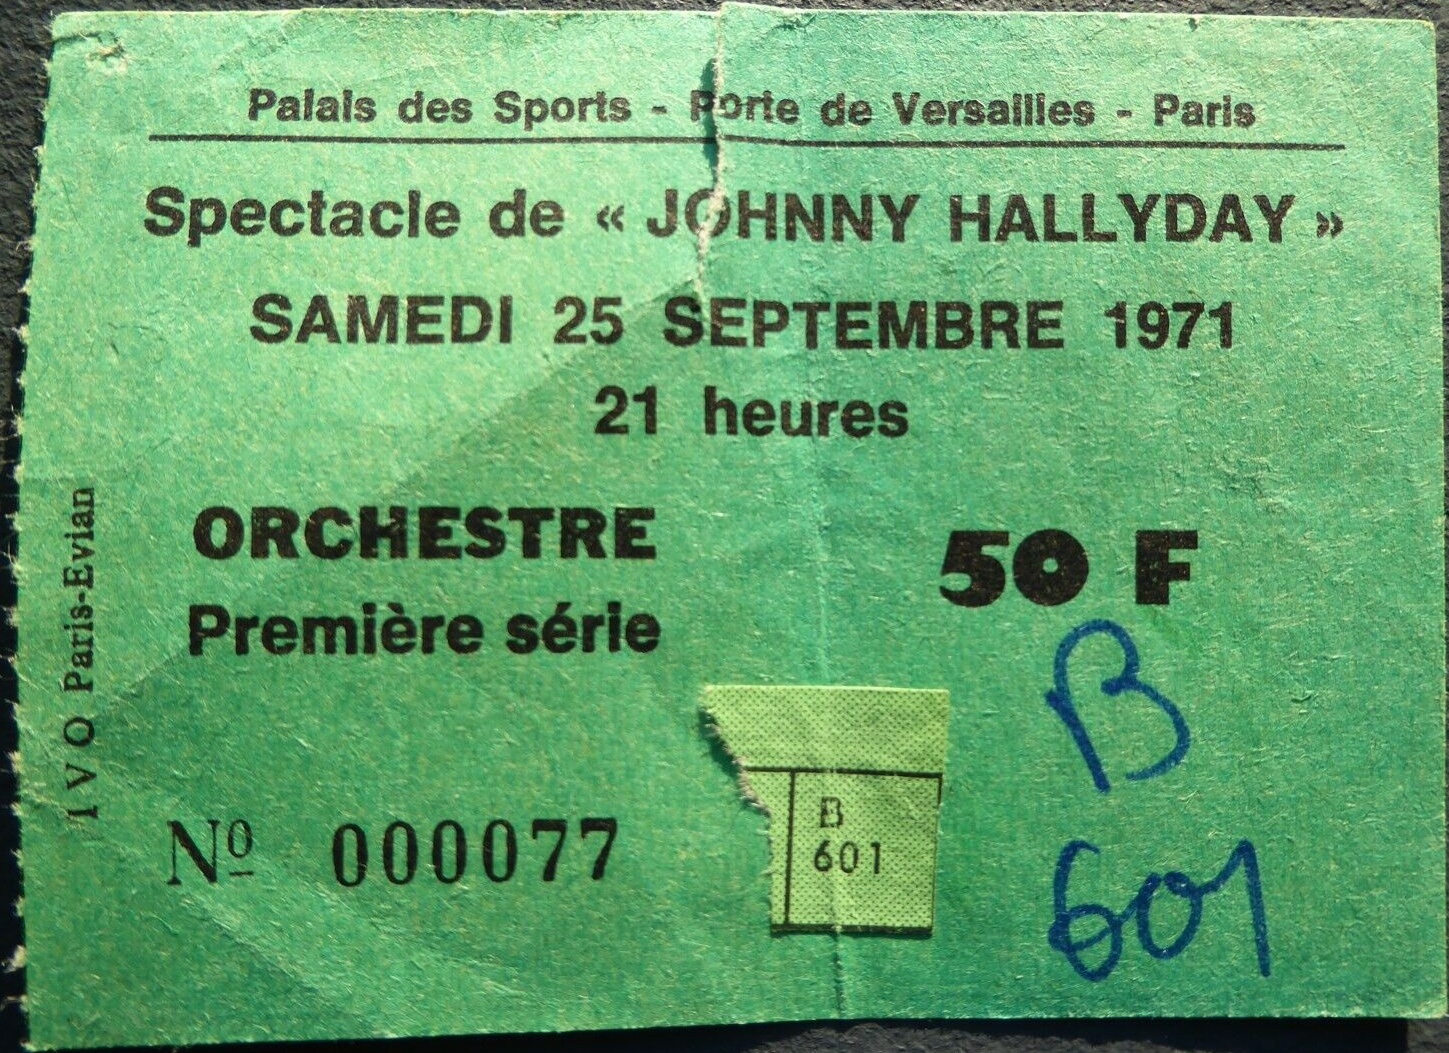 Palais des Sports - Porte de Versailles - Paris
Spectacle de « JOHNNY HALLYDAY »
SAMEDI 25 SEPTEMBRE 1971
21 heures
ORCHESTRE
50 F
Première série
IVO Paris-Evian
B
601
Nº 000077
B
601